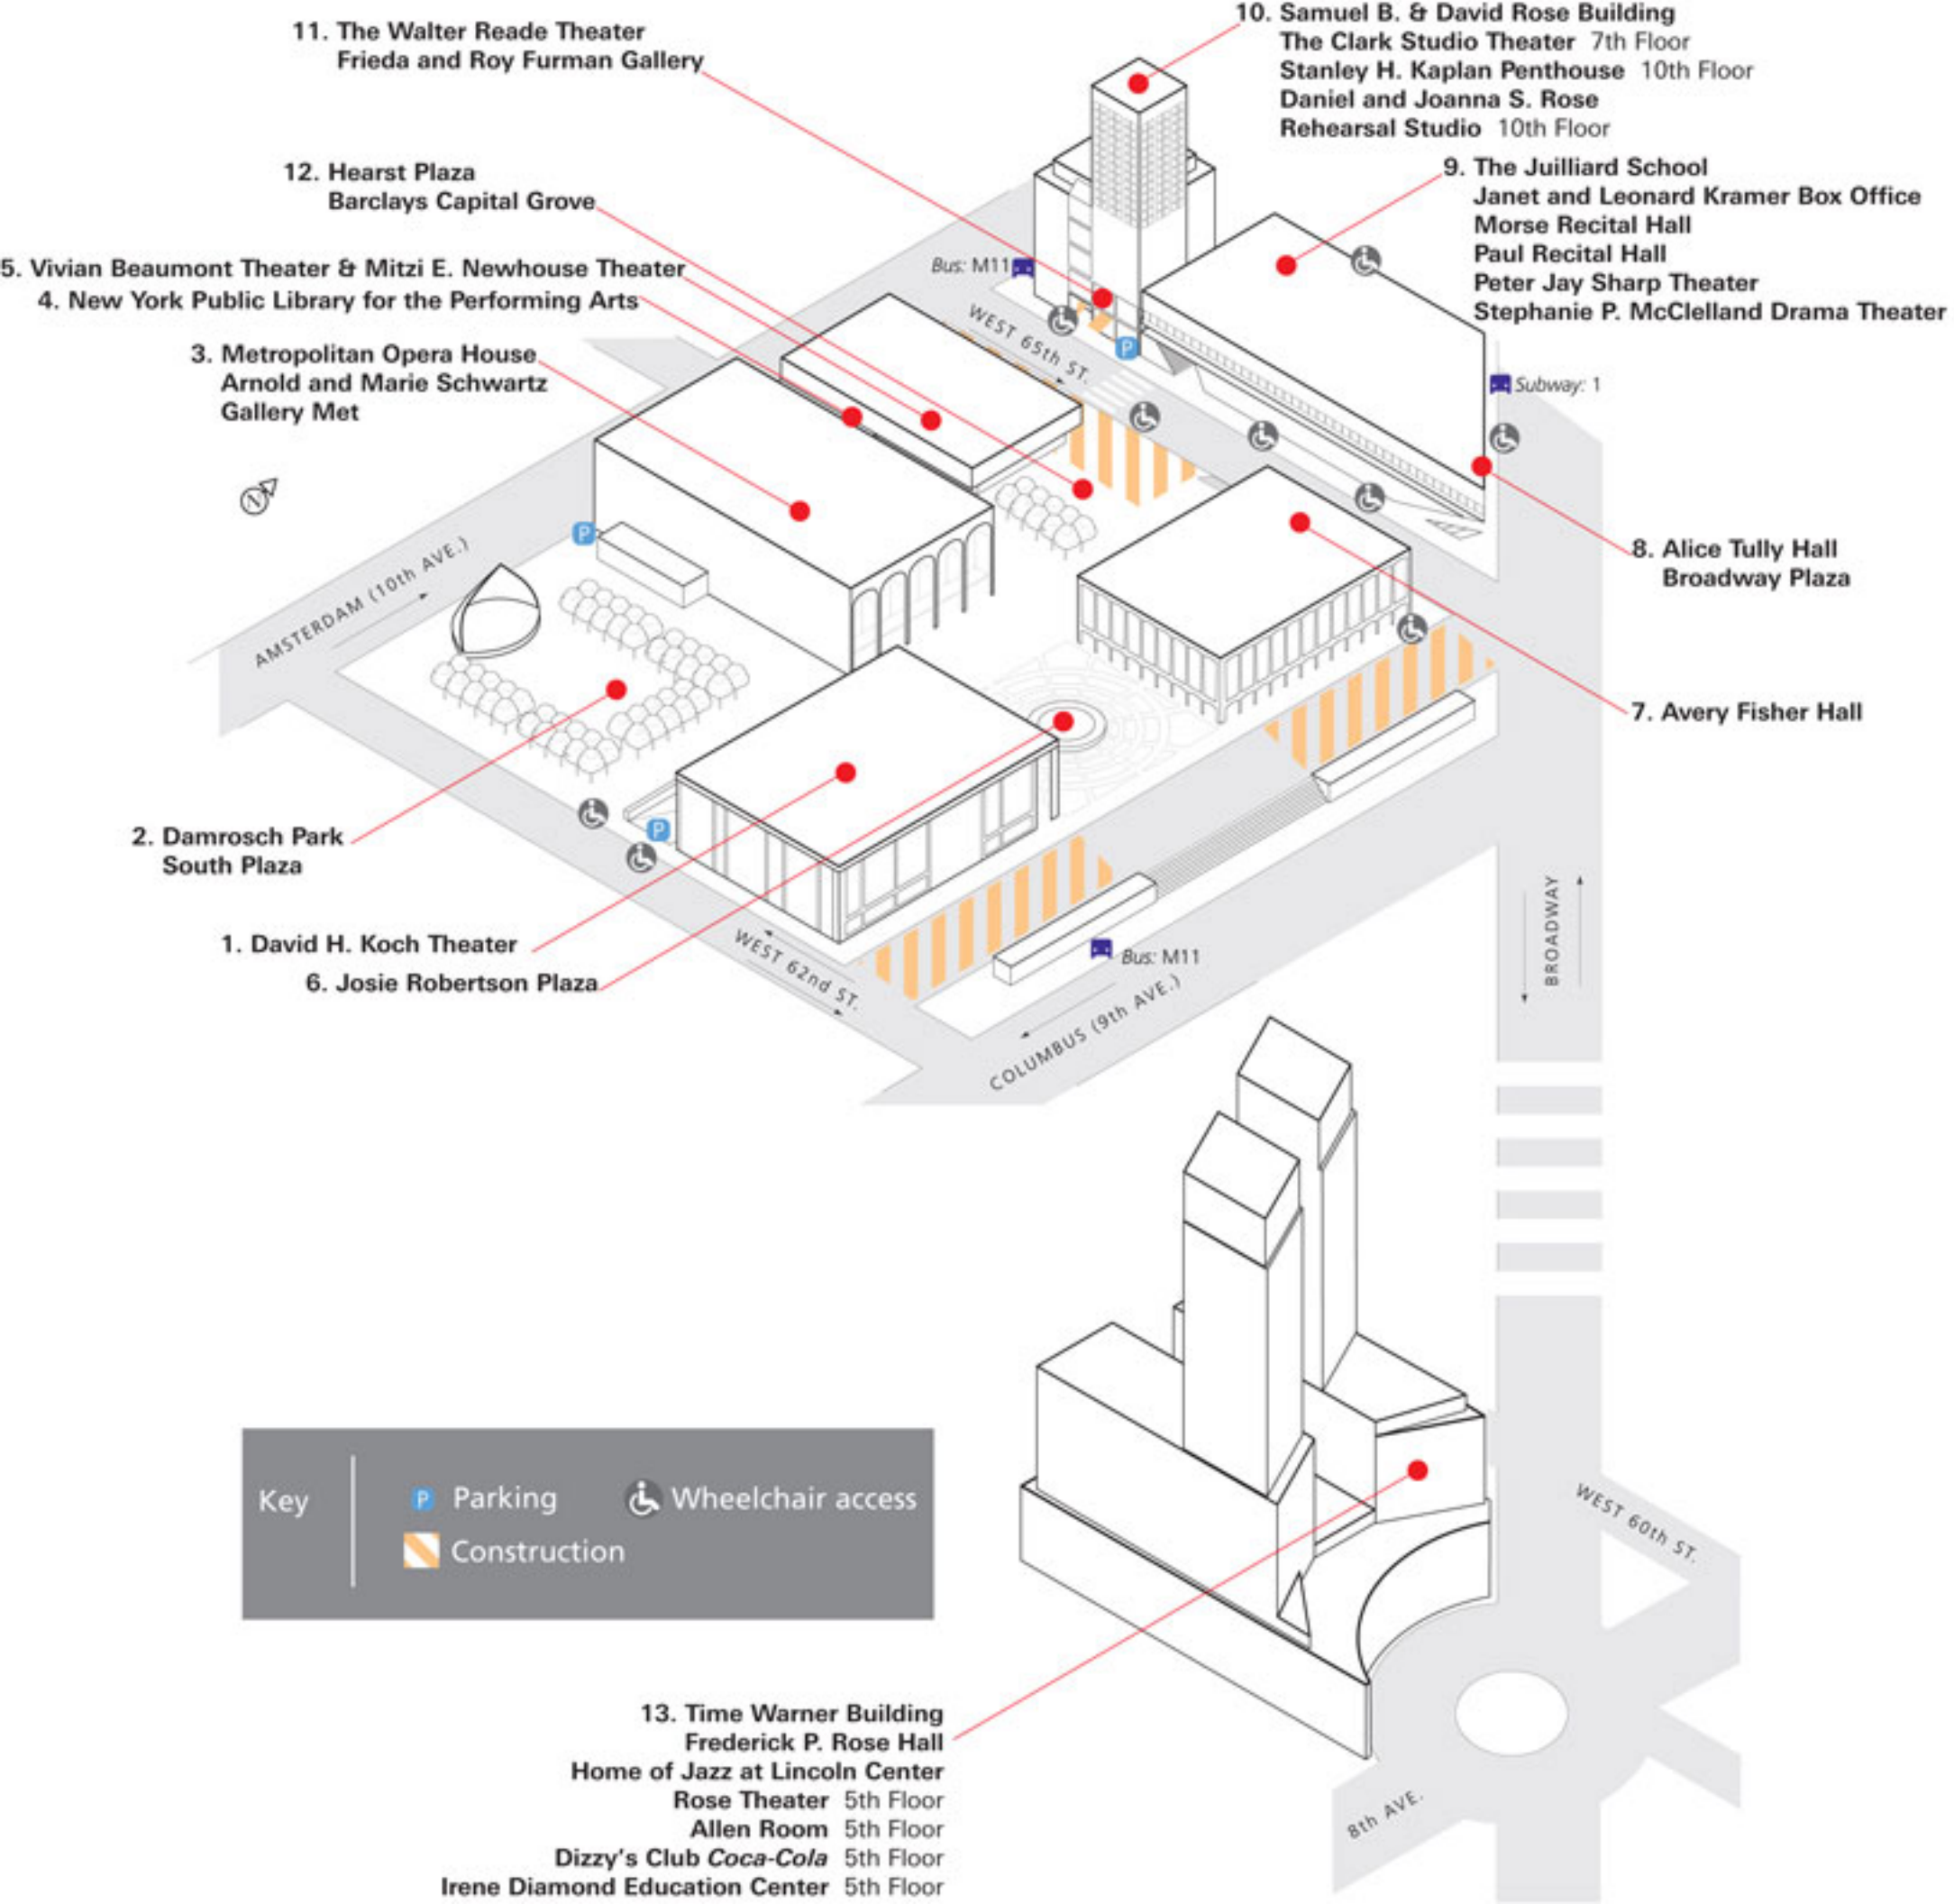 11. The Walter Reade Theater
Frieda and Roy Furman Gallery
10. Samuel B. & David Rose Building
The Clark Studio Theater 7th Floor
Stanley H. Kaplan Penthouse 10th Floor
Daniel and Joanna S. Rose
Rehearsal Studio 10th Floor
12. Hearst Plaza
Barclays Capital Grove
9. The Juilliard School
Janet and Leonard Kramer Box Office
Morse Recital Hall
Paul Recital Hall
Peter Jay Sharp Theater
Stephanie P. McClelland Drama Theater
5. Vivian Beaumont Theater & Mitzi E. Newhouse Theater
4. New York Public Library for the Performing Arts
3. Metropolitan Opera House
Arnold and Marie Schwartz
Gallery Met
Bus: M11
WEST 65th ST.
P
Subway: 1
N
P
AMSTERDAM (10th AVE.)
8. Alice Tully Hall
Broadway Plaza
7. Avery Fisher Hall
2. Damrosch Park
South Plaza
P
1. David H. Koch Theater
6. Josie Robertson Plaza
WEST 62nd ST.
Bus: M11
COLUMBUS (9th AVE.)
BROADWAY
Key
P Parking
Wheelchair access
Construction
WEST 60th ST.
8th AVE.
13. Time Warner Building
Frederick P. Rose Hall
Home of Jazz at Lincoln Center
Rose Theater 5th Floor
Allen Room 5th Floor
Dizzy's Club Coca-Cola 5th Floor
Irene Diamond Education Center 5th Floor